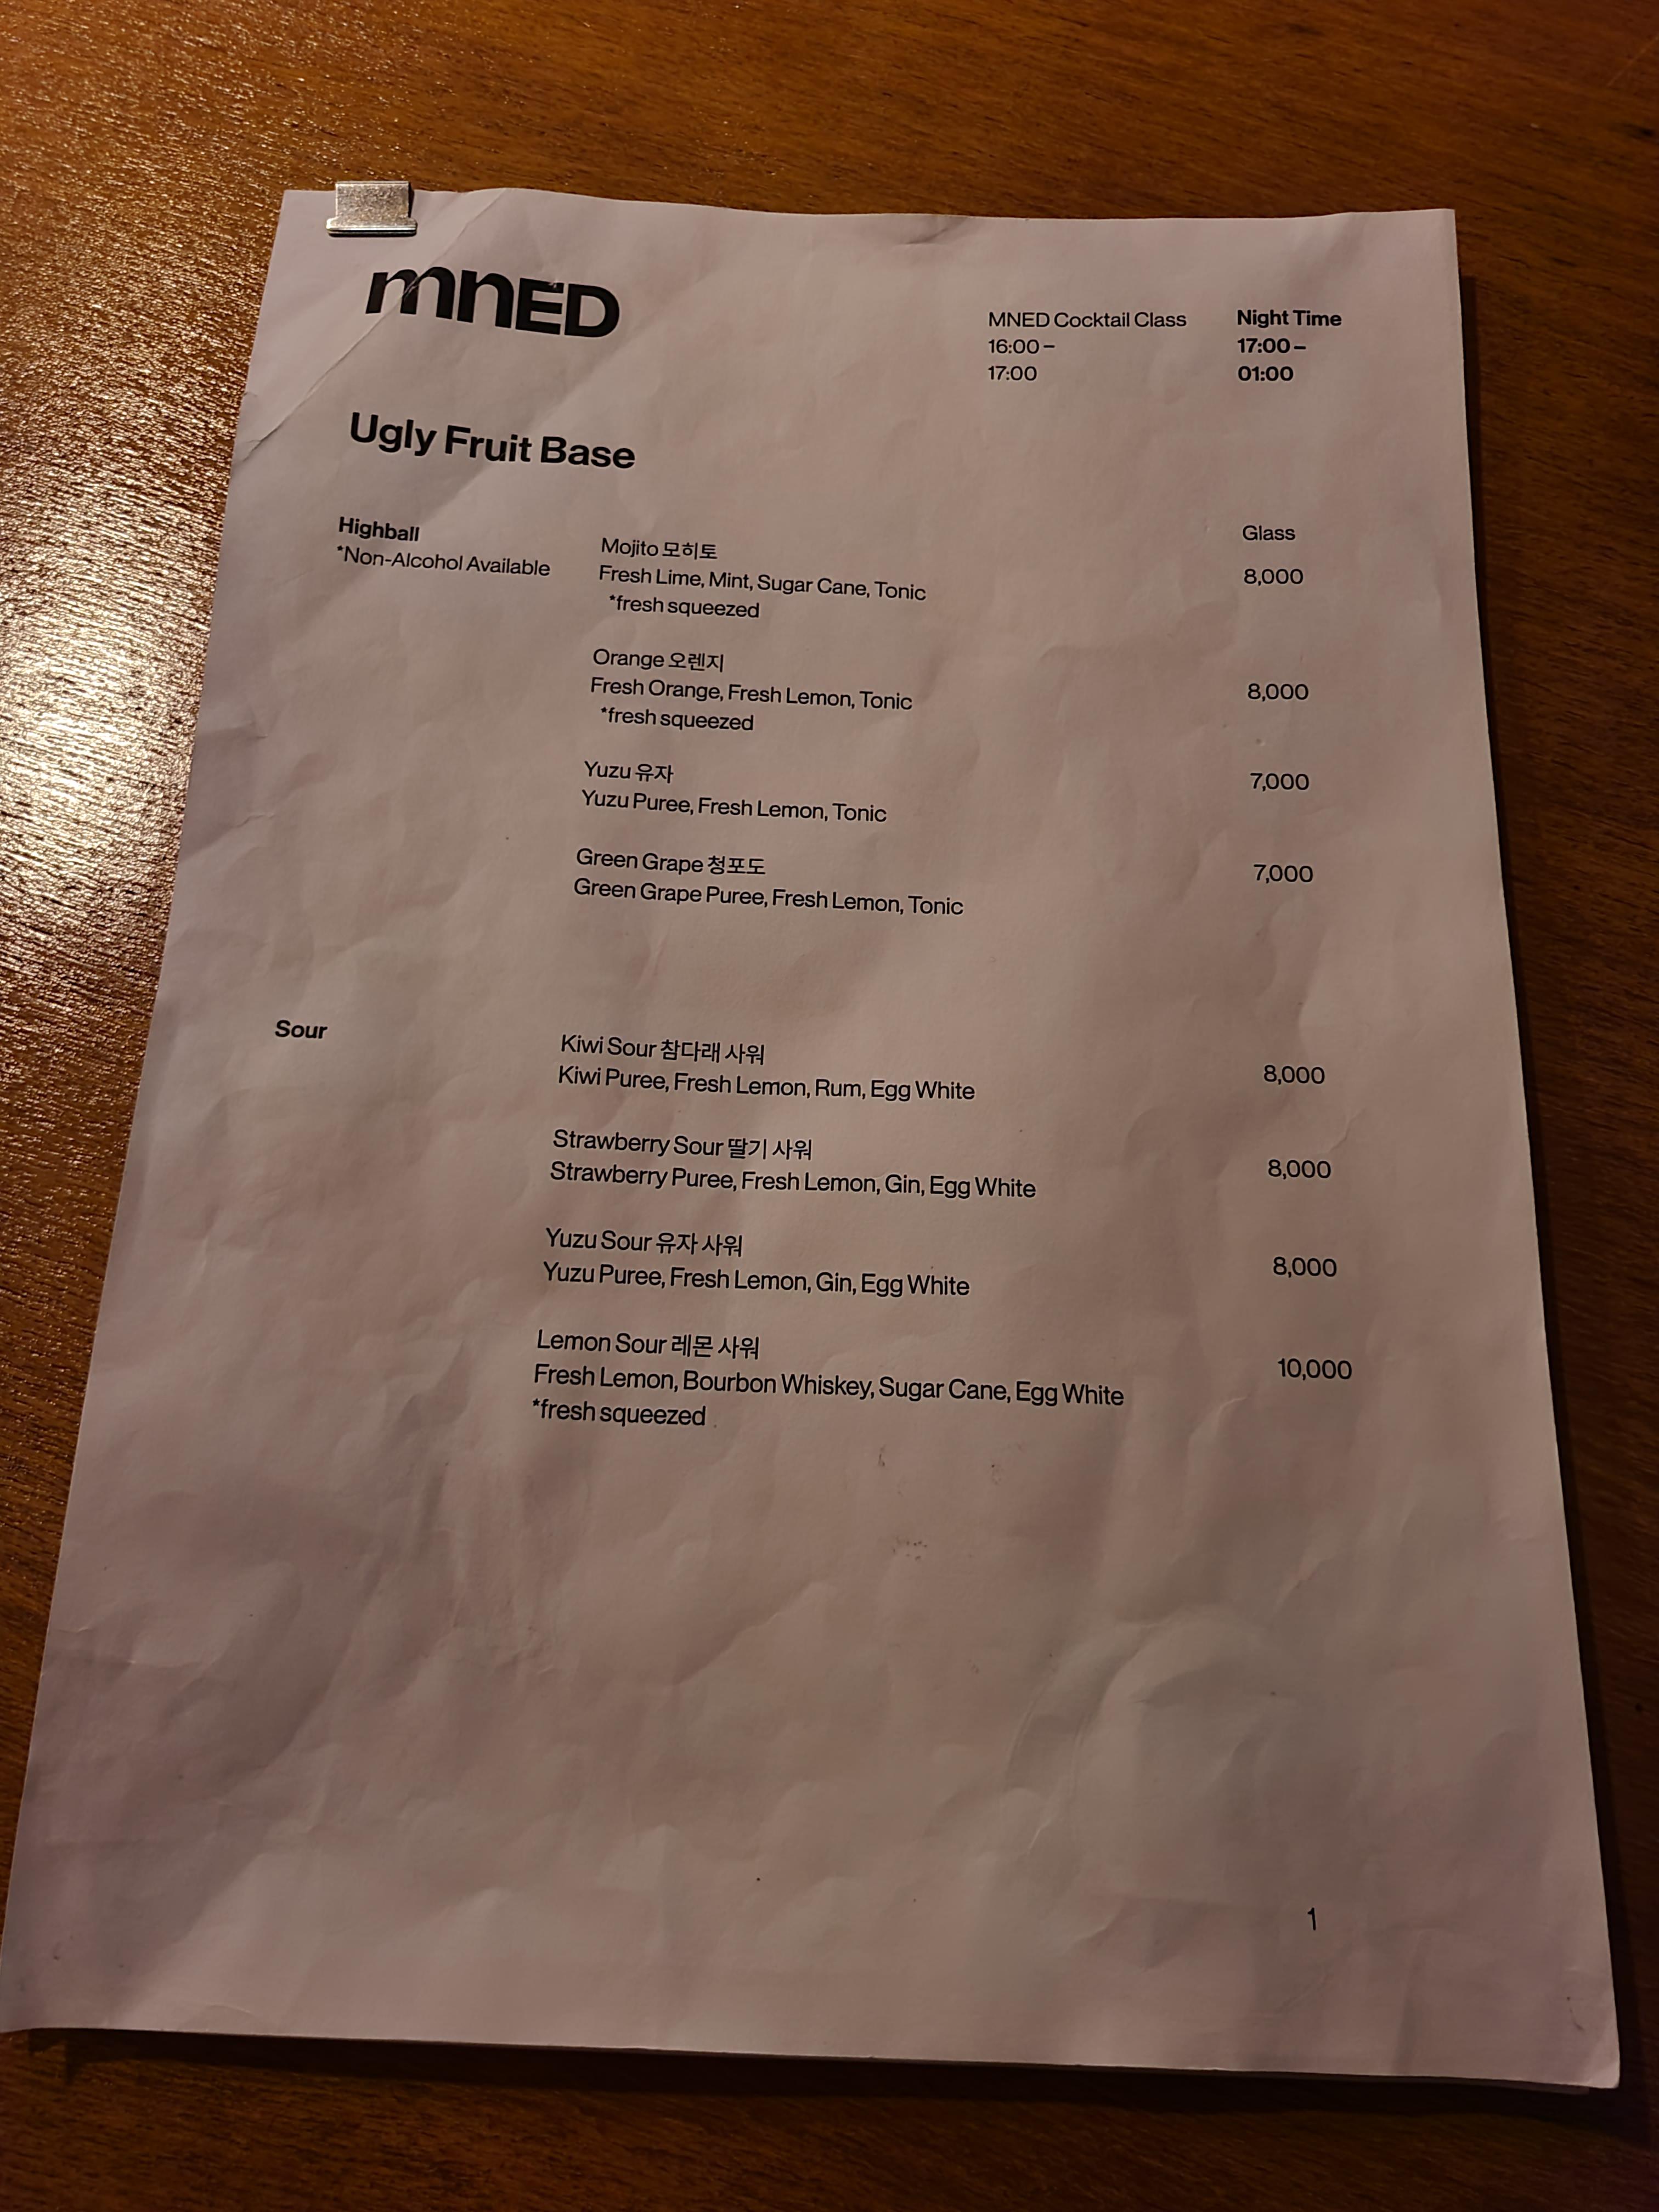 mnED
MNED Cocktail Class
16:00 –
17:00
Night Time
17:00 –
01:00
Ugly Fruit Base
Highball
*Non-Alcohol Available
Glass
Mojito 모히토
Fresh Lime, Mint, Sugar Cane, Tonic
*fresh squeezed
8,000
Orange 오렌지
Fresh Orange, Fresh Lemon, Tonic
*fresh squeezed
8,000
Yuzu 유자
Yuzu Puree, Fresh Lemon, Tonic
7,000
Green Grape 청포도
Green Grape Puree, Fresh Lemon, Tonic
7,000
Sour
Kiwi Sour 참다래 사워
Kiwi Puree, Fresh Lemon, Rum, Egg White
8,000
Strawberry Sour 딸기 사워
Strawberry Puree, Fresh Lemon, Gin, Egg White
8,000
Yuzu Sour 유자 사워
Yuzu Puree, Fresh Lemon, Gin, Egg White
8,000
Lemon Sour 레몬 사워
Fresh Lemon, Bourbon Whiskey, Sugar Cane, Egg White
*fresh squeezed
10,000
1